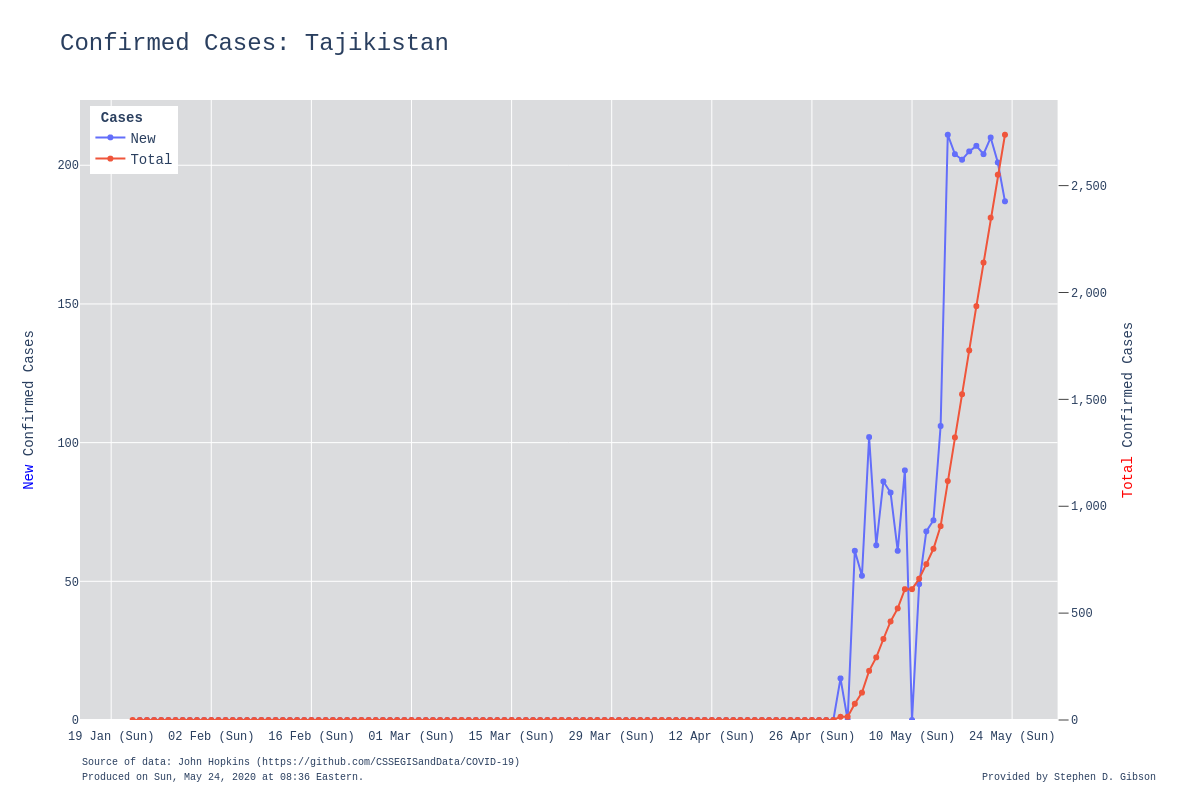 Confirmed Cases: Tajikistan
Cases
New
Total
200
150
100
50
0
New Confirmed Cases
2,500
2,000
1,500
1,000
500
0
Total Confirmed Cases
19 Jan (Sun) 02 Feb (Sun) 16 Feb (Sun) 01 Mar (Sun) 15 Mar (Sun) 29 Mar (Sun) 12 Apr (Sun) 26 Apr (Sun) 10 May (Sun) 24 May (Sun)
Source of data: John Hopkins (https://github.com/CSSEGISandData/COVID-19)
Produced on Sun, May 24, 2020 at 08:36 Eastern.
Provided by Stephen D. Gibson